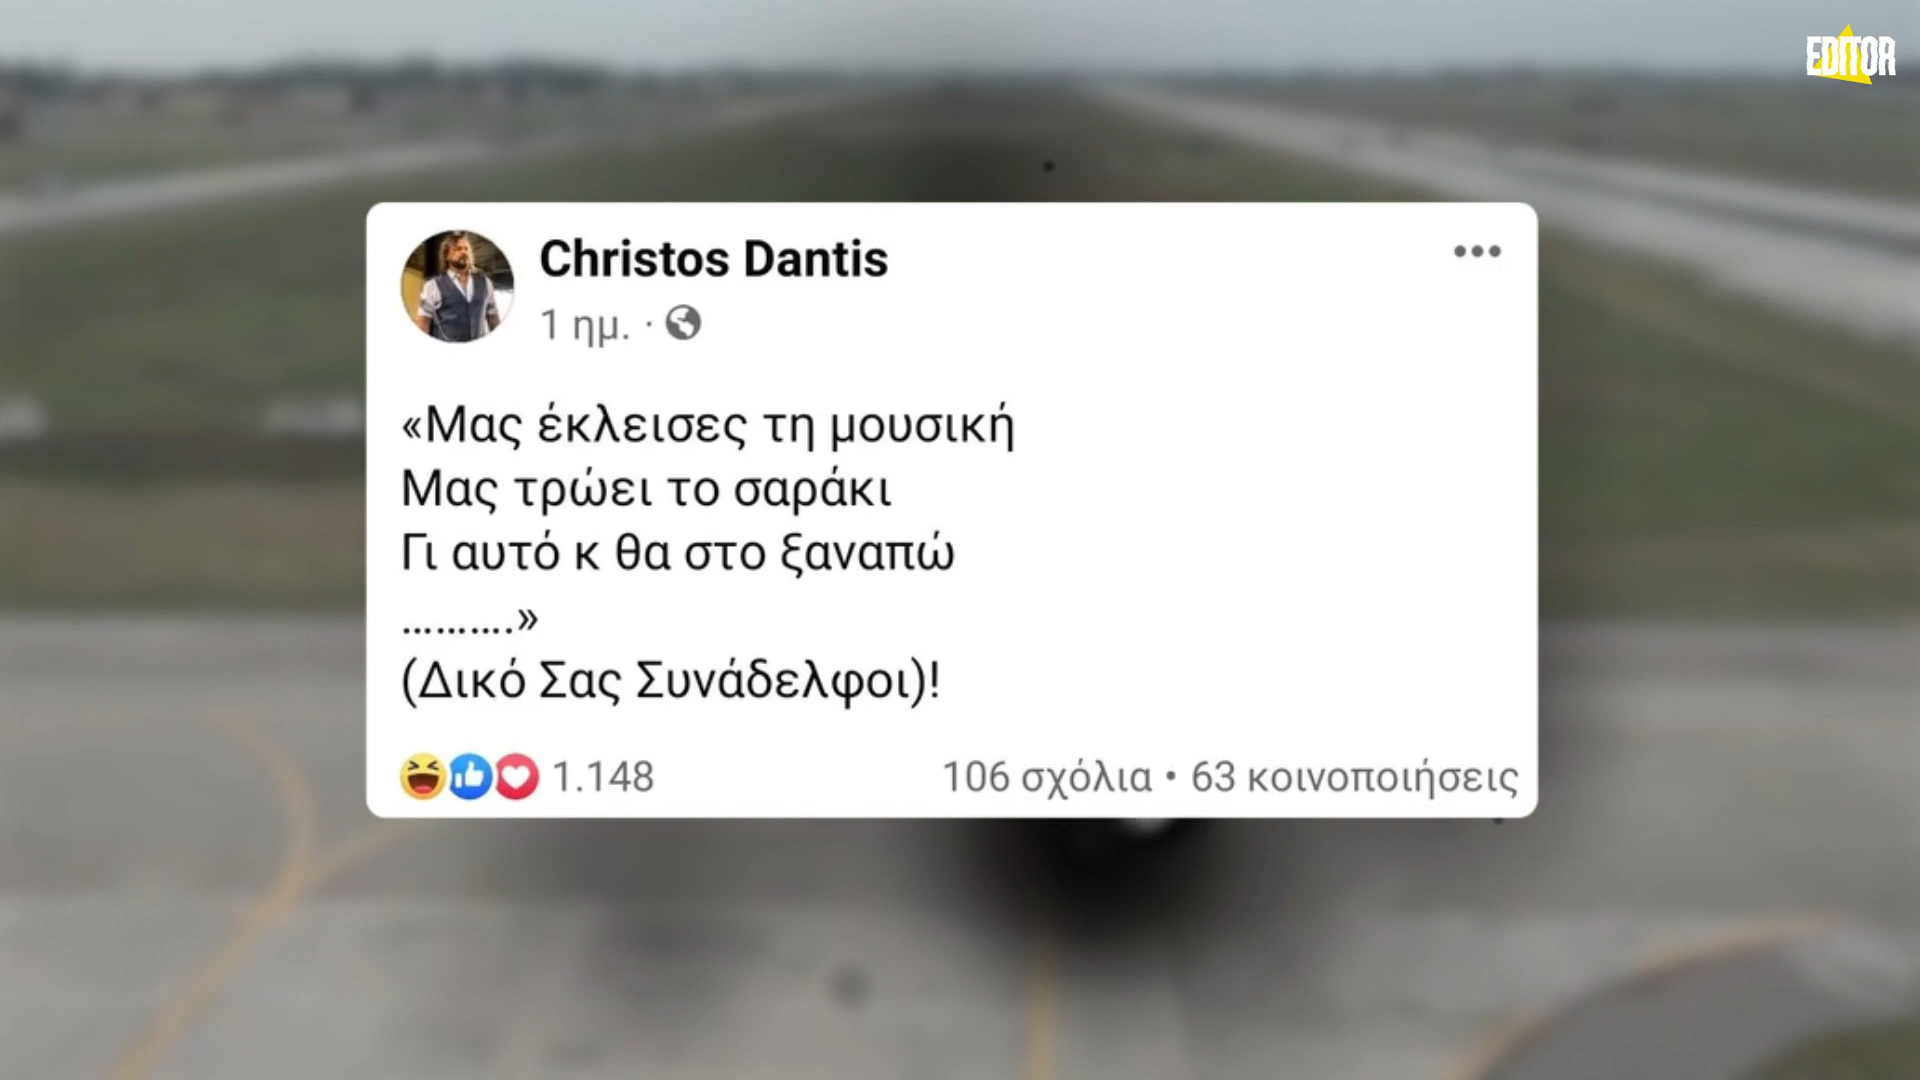 EDITOR
Christos Dantis
1 ημ. ·
«Μας έκλεισες τη μουσική
Μας τρώει το σαράκι
Γι αυτό κ θα στο ξαναπώ
……….»
(Δικό Σας Συνάδελφοι)!
1.148
106 σχόλια • 63 κοινοποιήσεις